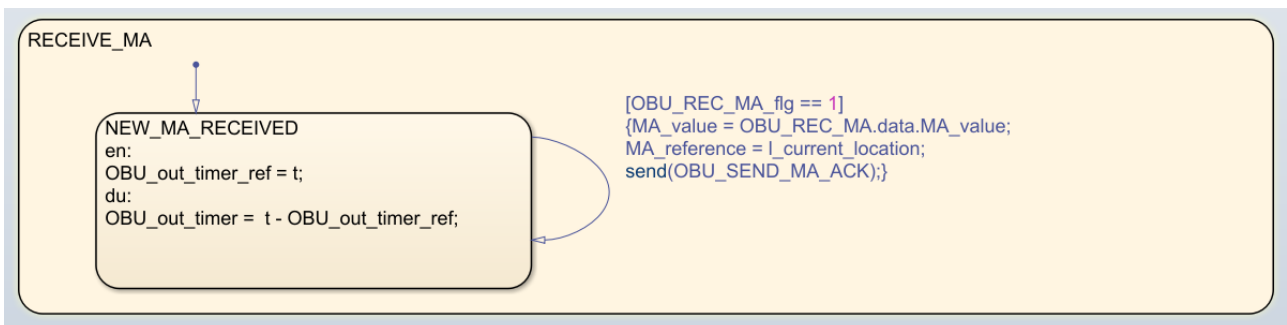 RECEIVE_MA
NEW_MA_RECEIVED
en:
OBU_out_timer_ref = t;
du:
OBU_out_timer =  t - OBU_out_timer_ref;
[OBU_REC_MA_flg == 1]
{MA_value = OBU_REC_MA.data.MA_value;
MA_reference = l_current_location;
send(OBU_SEND_MA_ACK);}